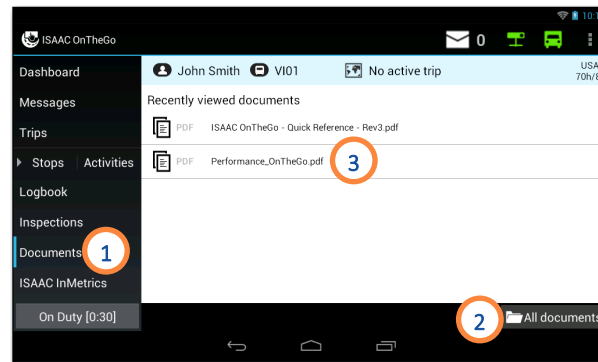 10:1
ISAAC OnTheGo
0
Dashboard
John Smith VI01 No active trip
USA
70h/8
Messages
Recently viewed documents
Trips
PDF ISAAC OnTheGo - Quick Reference - Rev3.pdf
PDF Performance_OnTheGo.pdf
3
Stops Activities
Logbook
Inspections
Documents
1
ISAAC InMetrics
On Duty [0:30]
2
All documents